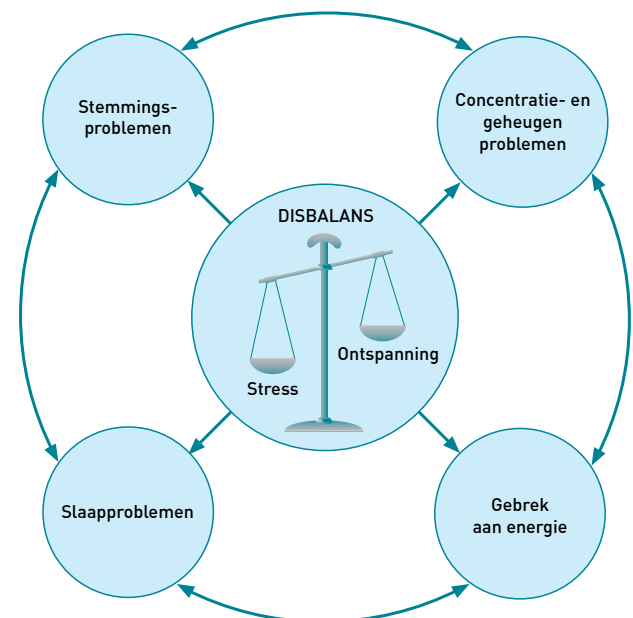 Stemmings-
problemen
Concentratie- en
geheugen
problemen
DISBALANS
Ontspanning
Stress
Slaapproblemen
Gebrek
aan energie